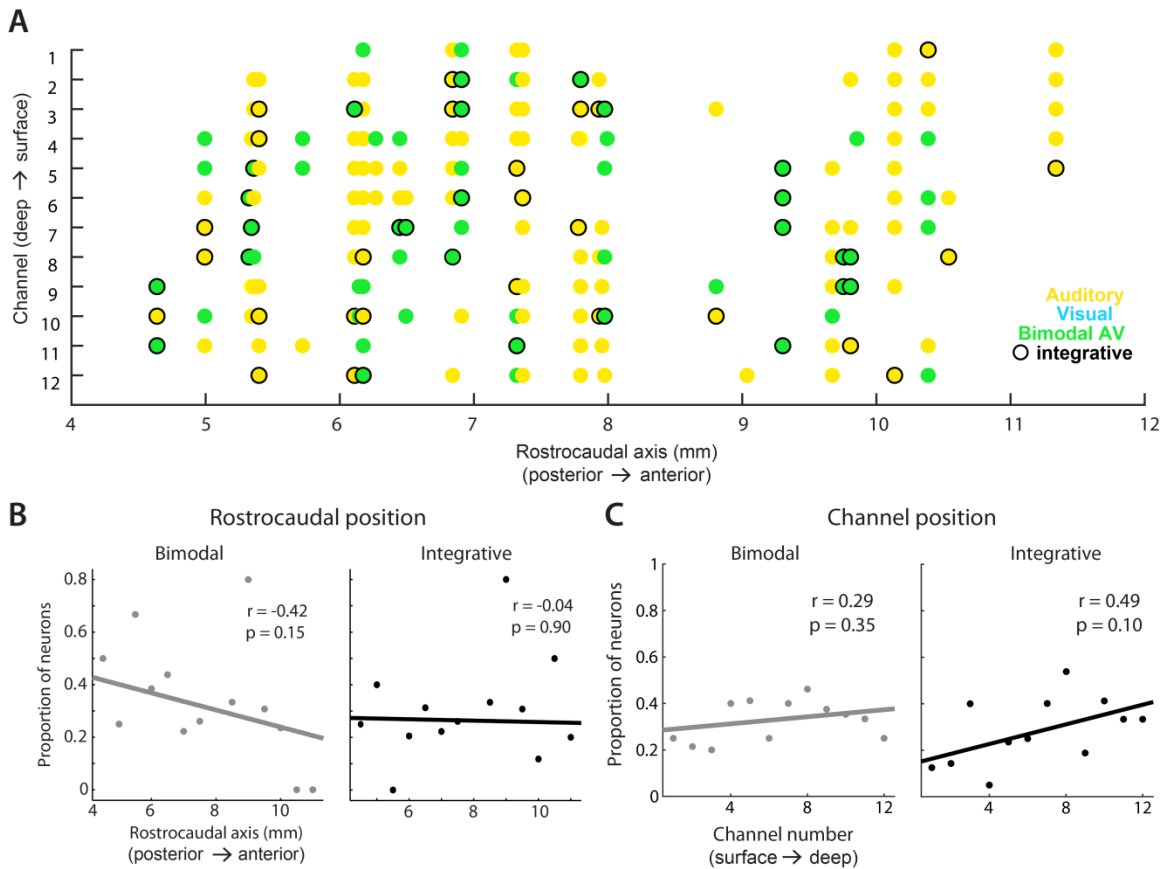 A
Channel (deep → surface)
1
2
3
4
5
6
7
8
9
10
11
12
Auditory
Visual
Bimodal AV
integrative
4 5 6 7 8 9 10 11 12
Rostrocaudal axis (mm)
(posterior → anterior)
B
Rostrocaudal position
Bimodal
Integrative
Proportion of neurons
0.8
0.6
0.4
0.2
0
r = -0.42
p = 0.15
r = -0.04
p = 0.90
4 6 8 10
6 8 10
Rostrocaudal axis (mm)
(posterior → anterior)
C
Channel position
Bimodal
Integrative
Proportion of neurons
1
0.8
0.6
0.4
0.2
0
r = 0.29
p = 0.35
r = 0.49
p = 0.10
4 8 12
4 8 12
Channel number
(surface → deep)